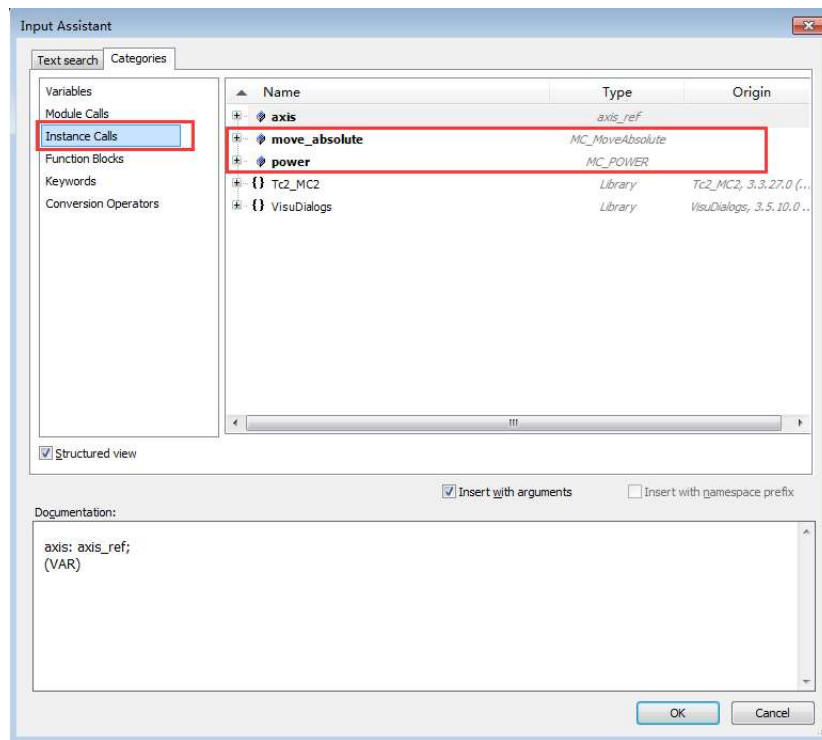 Input Assistant
Text search Categories
Variables
Module Calls
Instance Calls
Function Blocks
Keywords
Conversion Operators
Name Type Origin
axis axis_ref
move_absolute MC_MoveAbsolute
power MC_POWER
{} Tc2_MC2 Library Tc2_MC2, 3.3.27.0 (...
{} VisuDialogs Library VisuDialogs, 3.5.10.0 ..
Structured view
Insert with arguments Insert with namespace prefix
Documentation:
axis: axis_ref;
(VAR)
OK Cancel